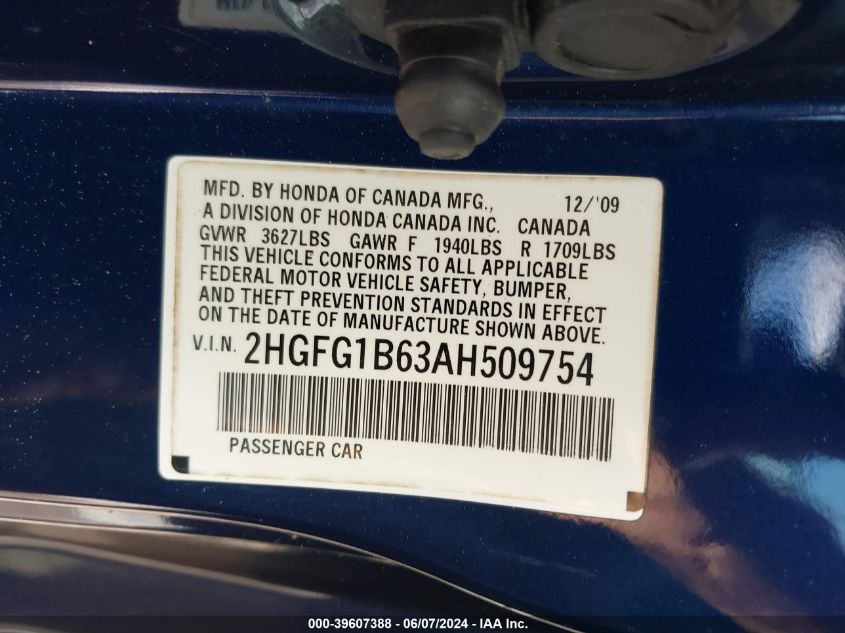 MFD. BY HONDA OF CANADA MFG., 12/'09
A DIVISION OF HONDA CANADA INC. CANADA
GVWR 3627LBS GAWR F 1940LBS R 1709LBS
THIS VEHICLE CONFORMS TO ALL APPLICABLE
FEDERAL MOTOR VEHICLE SAFETY, BUMPER,
AND THEFT PREVENTION STANDARDS IN EFFECT
ON THE DATE OF MANUFACTURE SHOWN ABOVE.
V.I.N. 2HGFG1B63AH509754
PASSENGER CAR
000-39607388 - 06/07/2024 - IAA Inc.